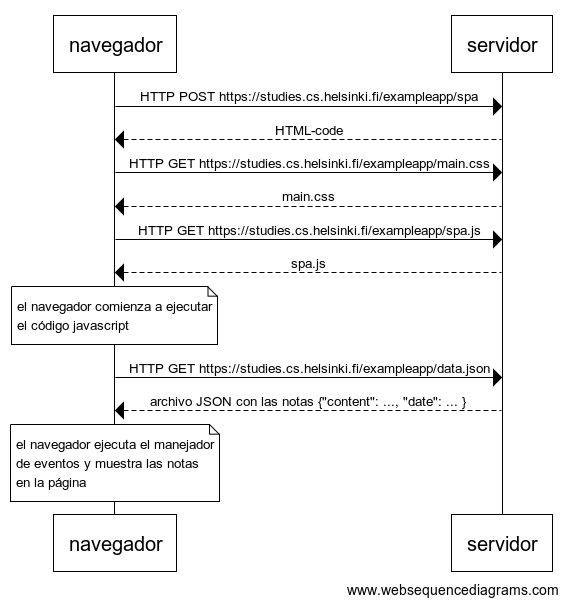 navegador
servidor
HTTP POST https://studies.cs.helsinki.fi/exampleapp/spa
HTML-code
HTTP GET https://studies.cs.helsinki.fi/exampleapp/main.css
main.css
HTTP GET https://studies.cs.helsinki.fi/exampleapp/spa.js
spa.js
el navegador comienza a ejecutar
el código javascript
HTTP GET https://studies.cs.helsinki.fi/exampleapp/data.json
archivo JSON con las notas {"content": ..., "date": ... }
el navegador ejecuta el manejador
de eventos y muestra las notas
en la página
navegador
servidor
www.websequencediagrams.com